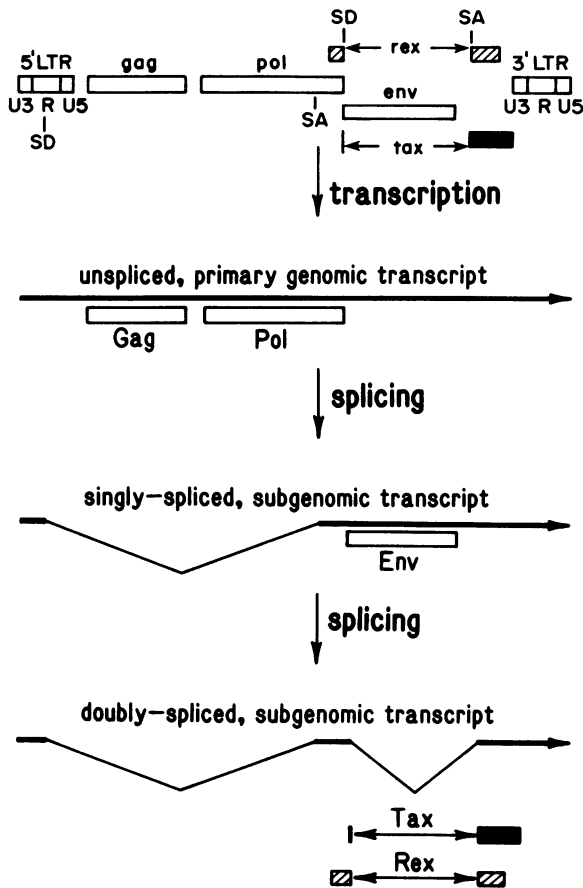 SD SA
rex
5'LTR gag pol 3' LTR
env
U3 R U5 U3 R U5
SA
SD
tax
transcription
unspliced, primary genomic transcript
Gag Pol
splicing
singly-spliced, subgenomic transcript
Env
splicing
doubly-spliced, subgenomic transcript
Tax
Rex